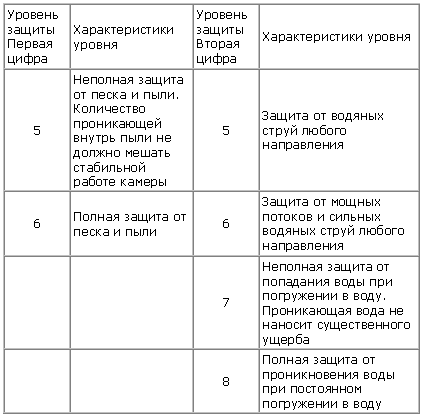 Уровень
защиты
Первая
цифра
Характеристики
уровня
Уровень
защиты
Вторая
цифра
Характеристики уровня
5
Неполная защита
от песка и пыли.
Количество
проникающей
внутрь пыли не
должно мешать
стабильной
работе камеры
5
Защита от водяных
струй любого
направления
6
Полная защита от
песка и пыли
6
Защита от мощных
потоков и сильных
водяных струй любого
направления
7
Неполная защита от
попадания воды при
погружении в воду.
Проникающая вода не
наносит существенного
ущерба
8
Полная защита от
проникновения воды
при постоянном
погружении в воду